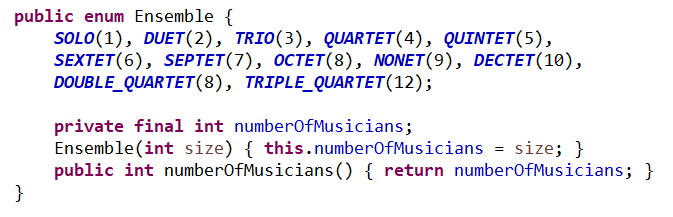 public enum Ensemble {
SOLO(1), DUET(2), TRIO(3), QUARTET(4), QUINTET(5),
SEXTET(6), SEPTET(7), OCTET(8), NONET(9), DECTET(10),
DOUBLE_QUARTET(8), TRIPLE_QUARTET(12);
private final int numberOfMusicians;
Ensemble(int size) { this.numberOfMusicians = size; }
public int numberOfMusicians() { return numberOfMusicians; }
}